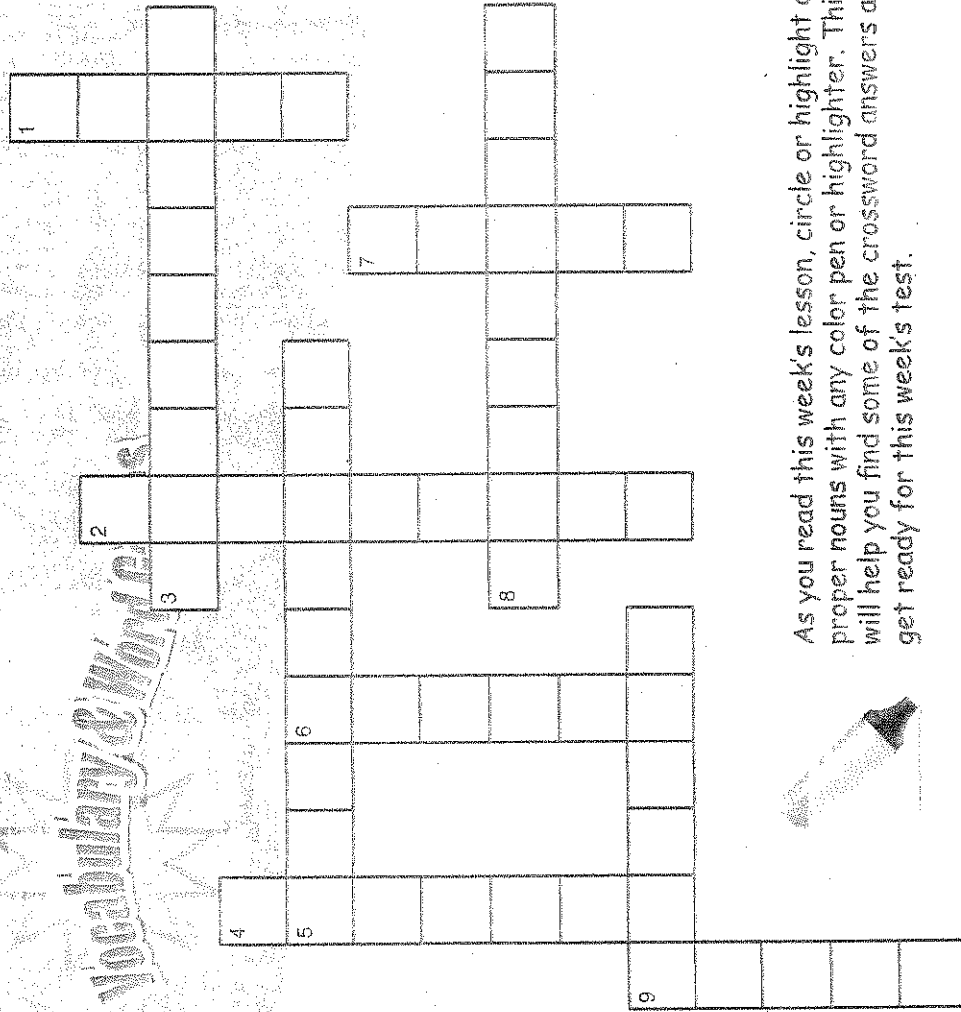 Vocabulary & Word
1
2
3
4
5
6
7
8
9
As you read this week's lesson, circle or highlight
proper nouns with any color pen or highlighter. Thi
will help you find some of the crossword answers a
get ready for this week's test.